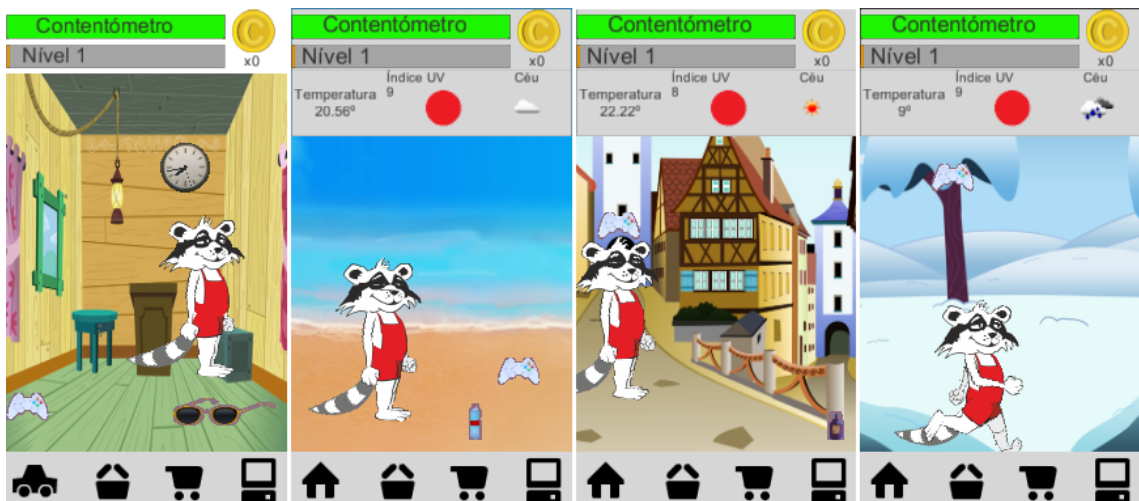 Contentómetro
Nível 1
x0
Contentómetro
Nível 1
x0
Índice UV
Céu
Temperatura
9
20.56º
Contentómetro
Nível 1
x0
Índice UV
Céu
Temperatura
8
22.22º
Contentómetro
Nível 1
x0
Índice UV
Céu
Temperatura
9
9º